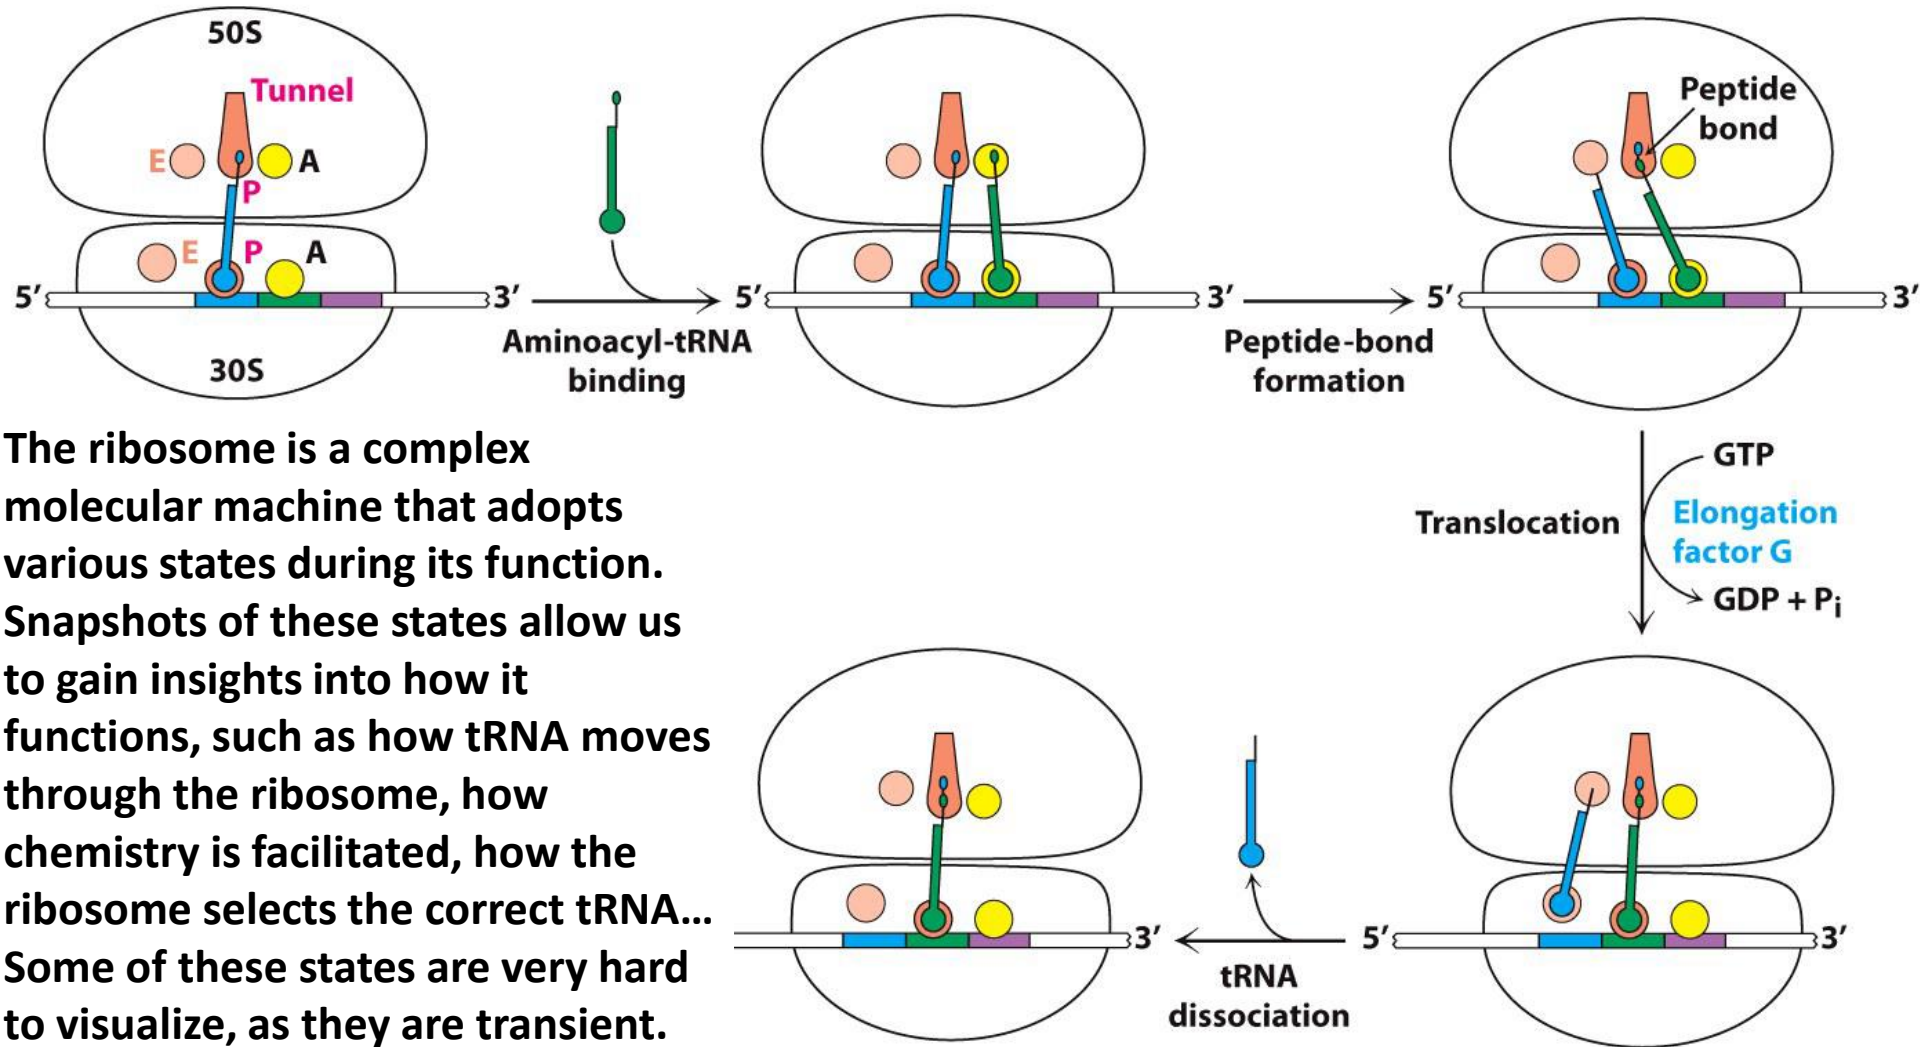 50S
Tunnel
E
A
P
E
P
A
5′
3′
30S
Aminoacyl-tRNA
binding
5′
3′
Peptide-bond
formation
Peptide
bond
5′
3′
The ribosome is a complex
molecular machine that adopts
various states during its function.
Snapshots of these states allow us
to gain insights into how it
functions, such as how tRNA moves
through the ribosome, how
chemistry is facilitated, how the
ribosome selects the correct tRNA...
Some of these states are very hard
to visualize, as they are transient.
Translocation
GTP
Elongation
factor G
GDP + Pi
5′
3′
tRNA
dissociation
3′